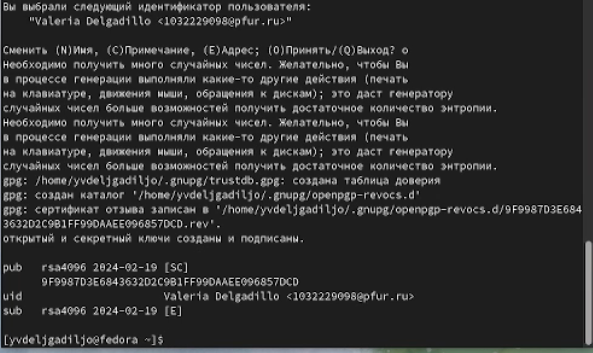 Вы выбрали следующий идентификатор пользователя:
"Valeria Delgadillo <1032229098@pfur.ru>"
Сменить (N)Имя, (C)Примечание, (E)Адрес; (O)Принять/(Q)Выход? o
Необходимо получить много случайных чисел. Желательно, чтобы Вы
в процессе генерации выполняли какие-то другие действия (печать
на клавиатуре, движения мыши, обращения к дискам); это даст генератору
случайных чисел больше возможностей получить достаточное количество энтропии.
Необходимо получить много случайных чисел. Желательно, чтобы Вы
в процессе генерации выполняли какие-то другие действия (печать
на клавиатуре, движения мыши, обращения к дискам); это даст генератору
случайных чисел больше возможностей получить достаточное количество энтропии.
gpg: /home/yvdeljgadiljo/.gnupg/trustdb.gpg: создана таблица доверия
gpg: создан каталог '/home/yvdeljgadiljo/.gnupg/openpgp-revocs.d'
gpg: сертификат отзыва записан в '/home/yvdeljgadiljo/.gnupg/openpgp-revocs.d/9F9987D3E684
3632D2C9B1FF99DAAEE096857DCD.rev'.
открытый и секретный ключи созданы и подписаны.
pub rsa4096 2024-02-19 [SC]
9F9987D3E6843632D2C9B1FF99DAAEE096857DCD
uid Valeria Delgadillo <1032229098@pfur.ru>
sub rsa4096 2024-02-19 [E]
[yvdeljgadiljo@fedora ~]$